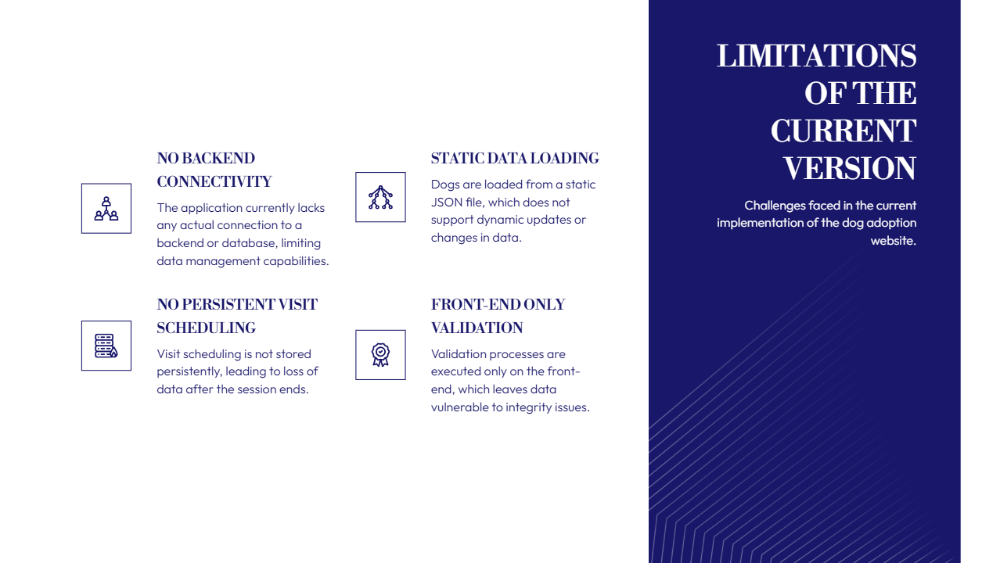 LIMITATIONS
OF THE
CURRENT
VERSION
Challenges faced in the current
implementation of the dog adoption
website.
NO BACKEND
CONNECTIVITY
The application currently lacks
any actual connection to a
backend or database, limiting
data management capabilities.
STATIC DATA LOADING
Dogs are loaded from a static
JSON file, which does not
support dynamic updates or
changes in data.
NO PERSISTENT VISIT
SCHEDULING
Visit scheduling is not stored
persistently, leading to loss of
data after the session ends.
FRONT-END ONLY
VALIDATION
Validation processes are
executed only on the front-
end, which leaves data
vulnerable to integrity issues.